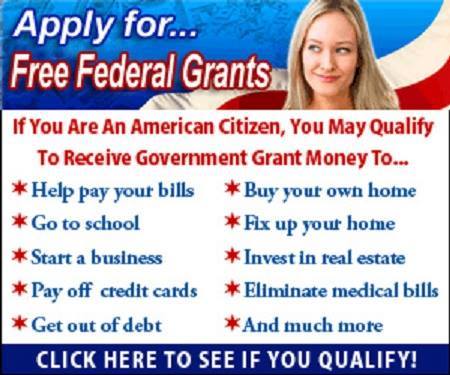 Apply for...
Free Federal Grants
If You Are An American Citizen, You May Qualify
To Receive Government Grant Money To...
✶ Help pay your bills
✶ Go to school
✶ Start a business
✶ Pay off credit cards
✶ Get out of debt
✶ Buy your own home
✶ Fix up your home
✶ Invest in real estate
✶ Eliminate medical bills
✶ And much more
CLICK HERE TO SEE IF YOU QUALIFY!